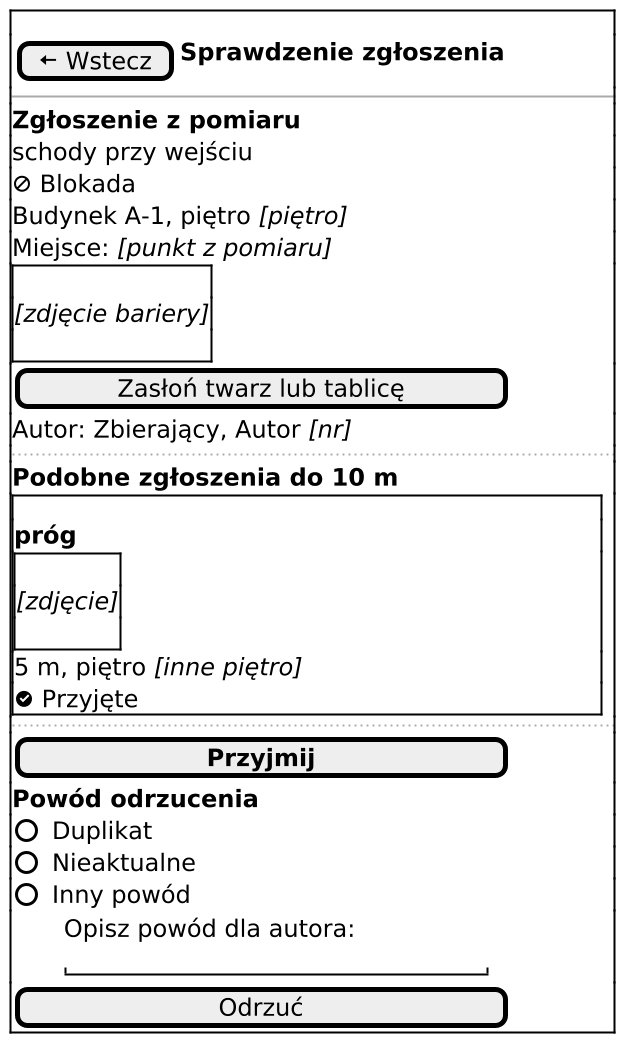 ← Wstecz Sprawdzenie zgłoszenia
Zgłoszenie z pomiaru
schody przy wejściu
⊘ Blokada
Budynek A-1, piętro [piętro]
Miejsce: [punkt z pomiaru]
[zdjęcie bariery]
Zasłoń twarz lub tablicę
Autor: Zbierający, Autor [nr]
Podobne zgłoszenia do 10 m
próg
[zdjęcie]
5 m, piętro [inne piętro]
Przyjęte
Przyjmij
Powód odrzucenia
Duplikat
Nieaktualne
Inny powód
Opisz powód dla autora:
Odrzuć